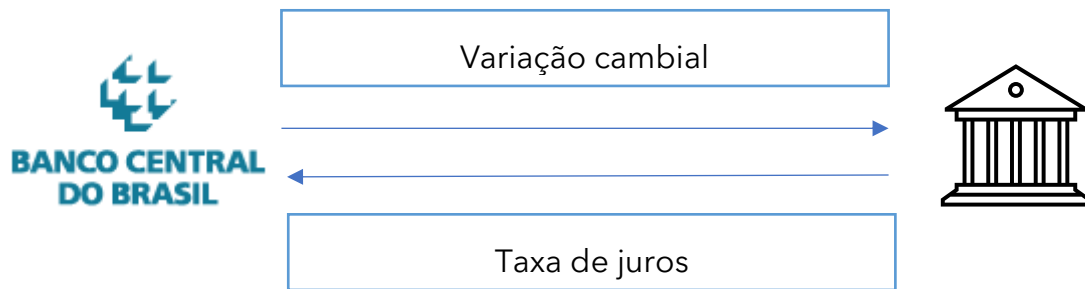 Variação cambial
BANCO CENTRAL
DO BRASIL
Taxa de juros